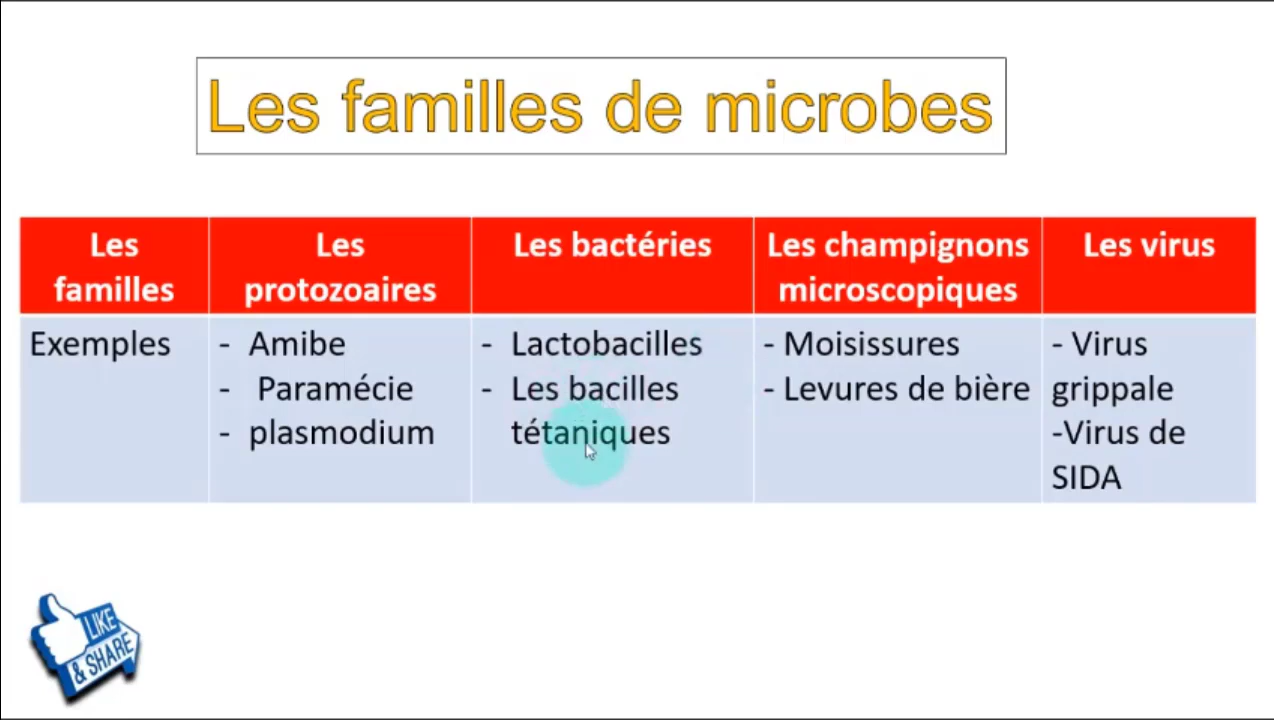 Les familles de microbes
Les familles
Les protozoaires
Les bactéries
Les champignons microscopiques
Les virus
Exemples
- Amibe
- Paramécie
- plasmodium
- Lactobacilles
- Les bacilles
tétaniques
- Moisissures
- Levures de bière
- Virus
grippale
-Virus de
SIDA
LIKE
& SHARE